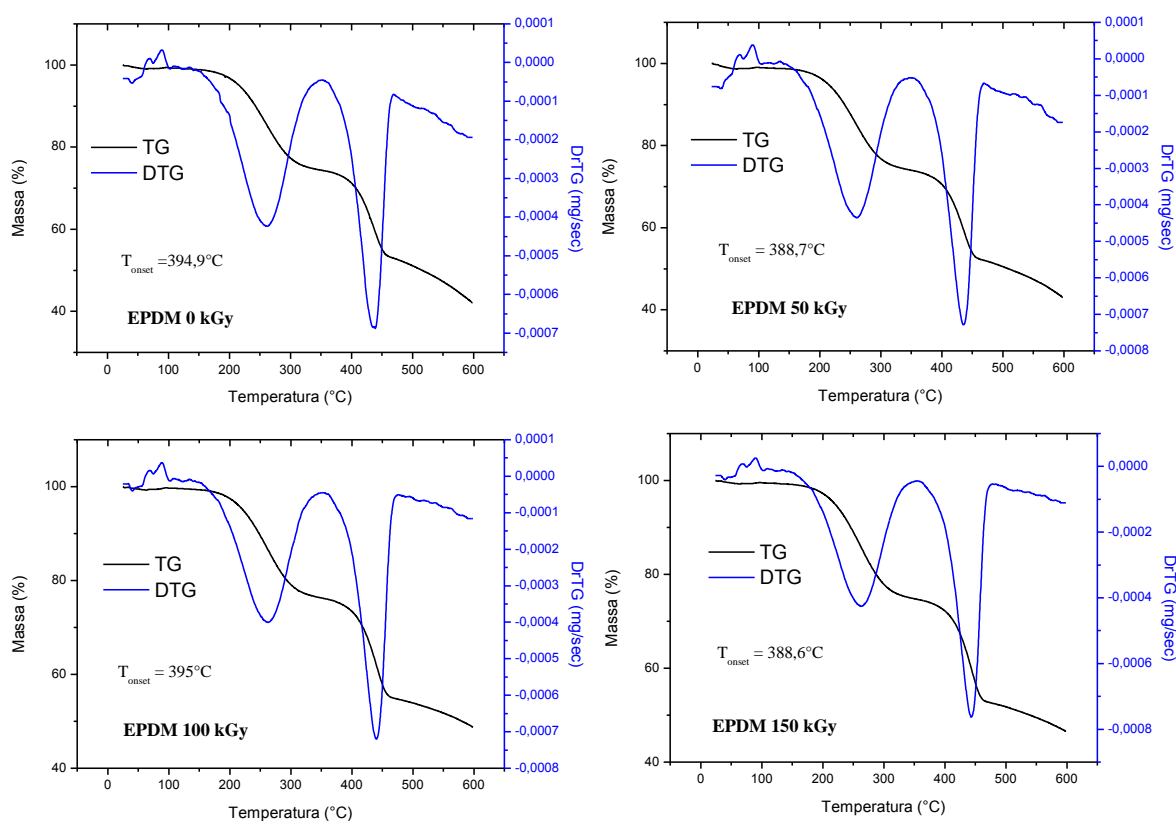 0,0001
0,0000
-0,0001
-0,0002
-0,0003
-0,0004
-0,0005
-0,0006
-0,0007
DrTG (mg/sec)
100
80
60
40
Massa (%)
TG
DTG
Tonset =394,9°C
EPDM 0 kGy
0 100 200 300 400 500 600
Temperatura (°C)
0,0001
0,0000
-0,0001
-0,0002
-0,0003
-0,0004
-0,0005
-0,0006
-0,0007
-0,0008
DrTG (mg/sec)
100
80
60
40
Massa (%)
TG
DTG
Tonset = 388,7°C
EPDM 50 kGy
0 100 200 300 400 500 600
Temperatura (°C)
0,0001
0,0000
-0,0001
-0,0002
-0,0003
-0,0004
-0,0005
-0,0006
-0,0007
-0,0008
DrTG (mg/sec)
100
80
60
40
Massa (%)
TG
DTG
Tonset = 395°C
EPDM 100 kGy
0 100 200 300 400 500 600
Temperatura (°C)
0,0000
-0,0002
-0,0004
-0,0006
-0,0008
DrTG (mg/sec)
100
80
60
40
Massa (%)
TG
DTG
Tonset = 388,6°C
EPDM 150 kGy
0 100 200 300 400 500 600
Temperatura (°C)